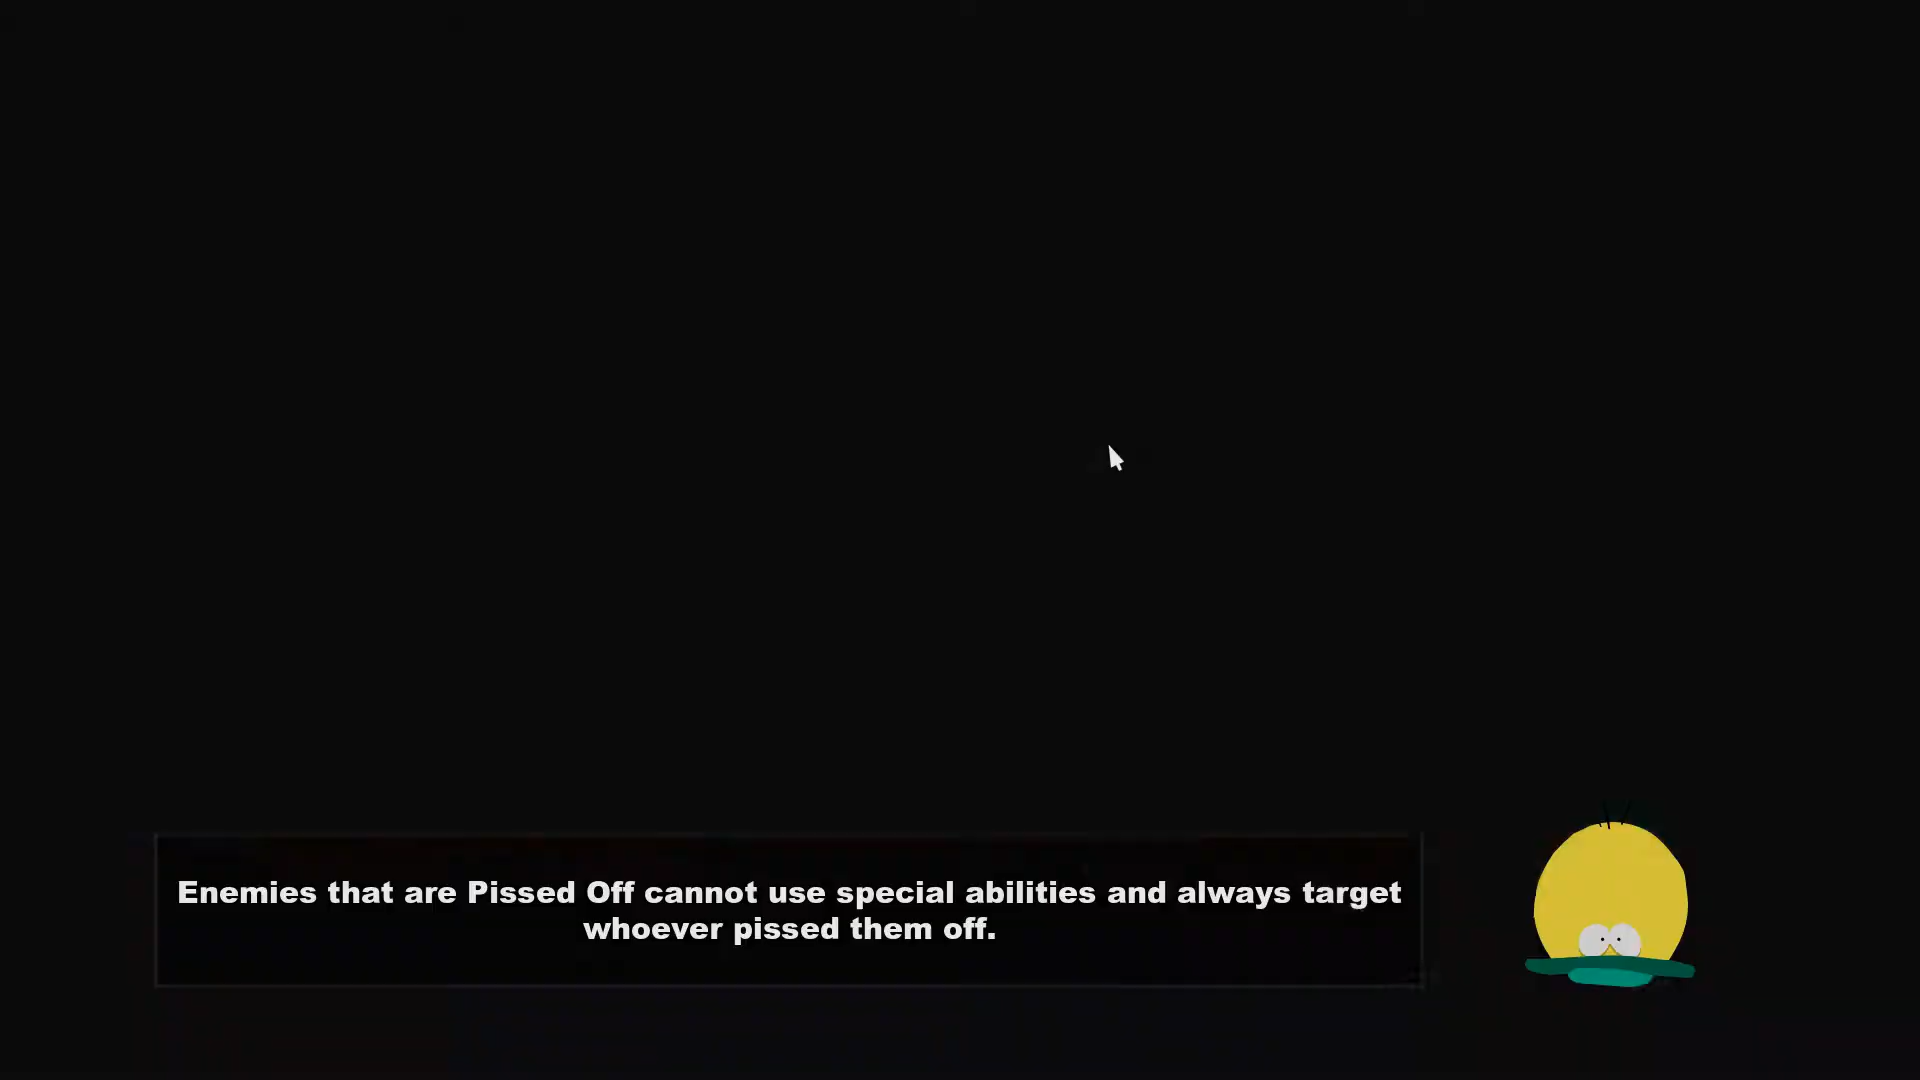 Enemies that are Pissed Off cannot use special abilities and always target
whoever pissed them off.